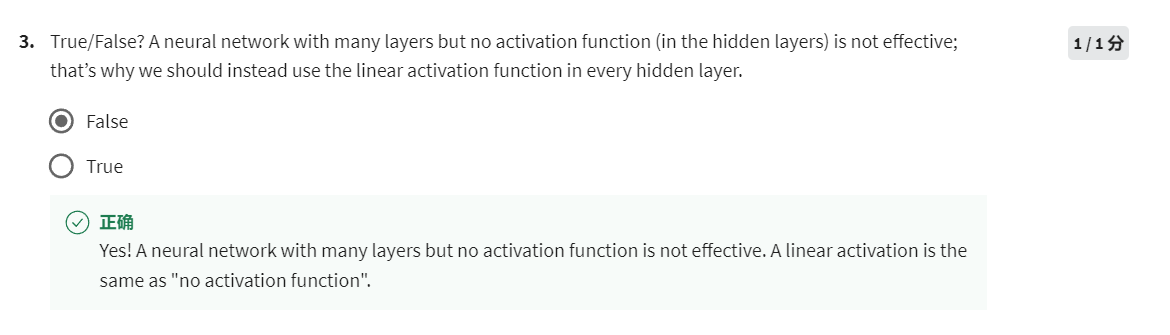 3. True/False? A neural network with many layers but no activation function (in the hidden layers) is not effective;
that's why we should instead use the linear activation function in every hidden layer.
1 / 1 分
False
True
正确
Yes! A neural network with many layers but no activation function is not effective. A linear activation is the
same as "no activation function".